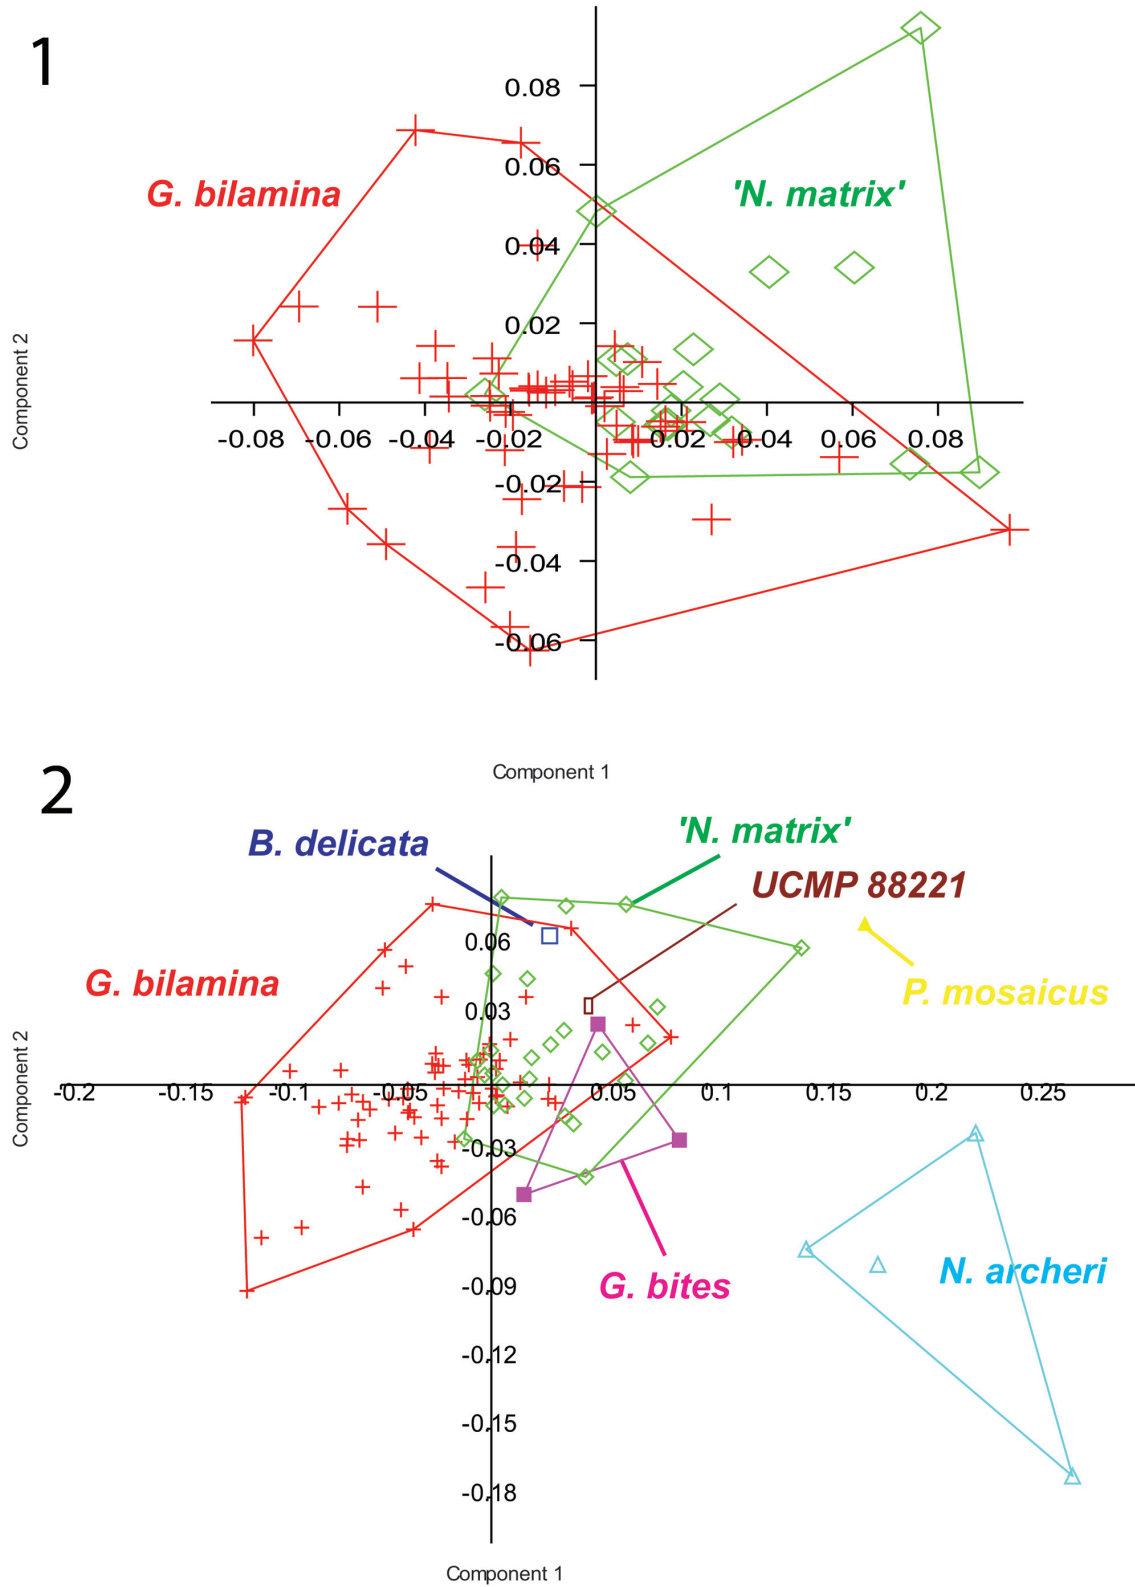 1
0.08
0.06
G. bilamina
'N. matrix'
0.04
0.02
Component 2
-0.08
-0.06
-0.04
-0.02
0.02
0.04
0.06
0.08
-0.02
-0.04
-0.06
Component 1
2
'N. matrix'
B. delicata
UCMP 88221
0.06
G. bilamina
P. mosaicus
0.03
Component 2
-0.2
-0.15
-0.1
-0.05
0.05
0.1
0.15
0.2
0.25
-0.03
-0.06
N. archeri
G. bites
-0.09
-0.12
-0.15
-0.18
Component 1